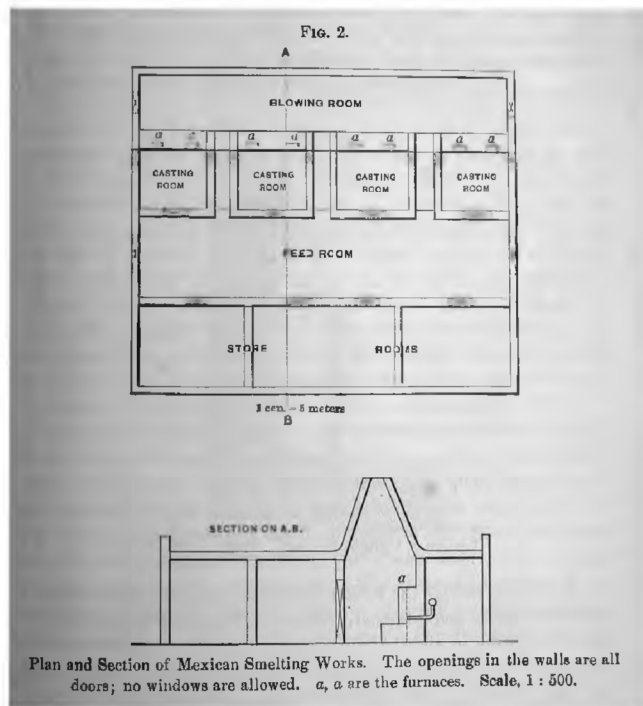 FIG. 2.
A
BLOWING ROOM
a a a a a a a
CASTING ROOM
CASTING ROOM
CASTING ROOM
CASTING ROOM
FEED ROOM
STORE ROOMS
1 cen. = 5 meters
B
SECTION ON A.B.
a
Plan and Section of Mexican Smelting Works. The openings in the walls are all
doors; no windows are allowed. a, a are the furnaces. Scale, 1 : 500.